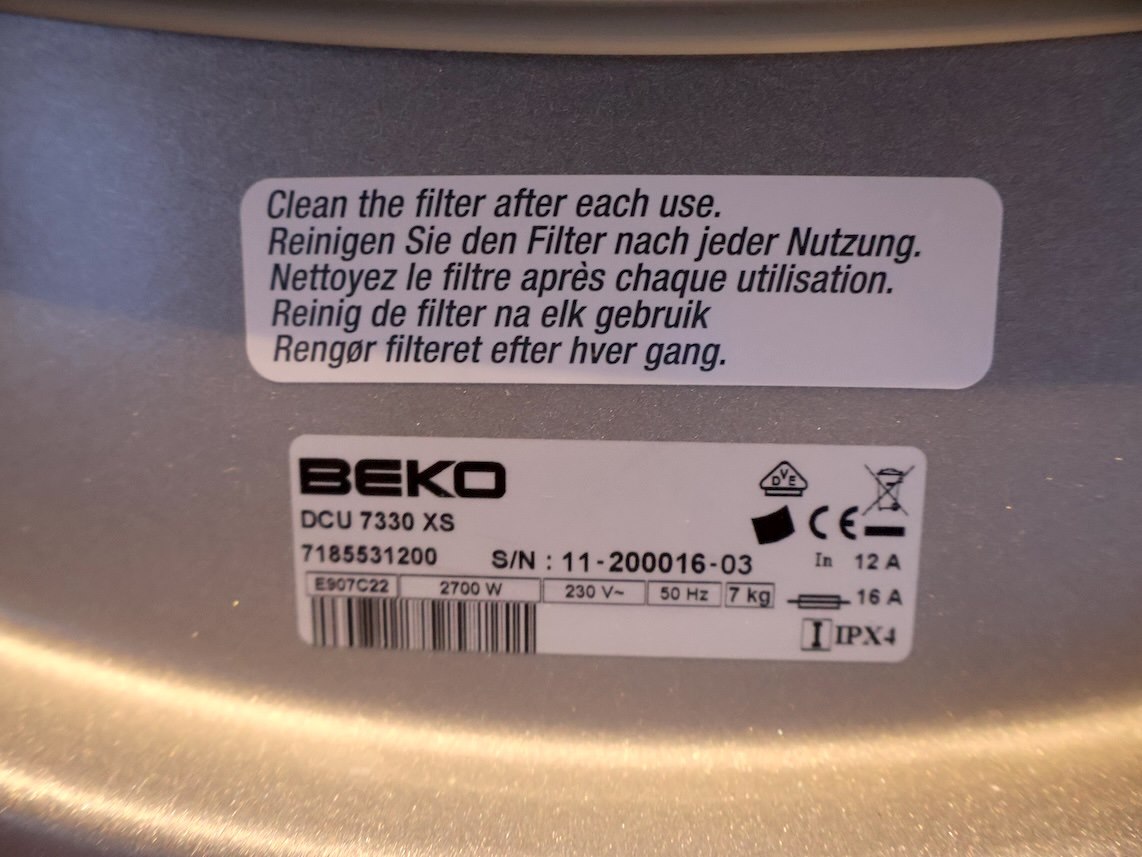 Clean the filter after each use.
Reinigen Sie den Filter nach jeder Nutzung.
Nettoyez le filtre après chaque utilisation.
Reinig de filter na elk gebruik
Rengør filteret efter hver gang.
BEKO
DVE
DCU 7330 XS
CE
7185531200 S/N : 11-200016-03 In 12 A
E907C22 2700 W 230 V~ 50 Hz 7 kg 16 A
I IPX4